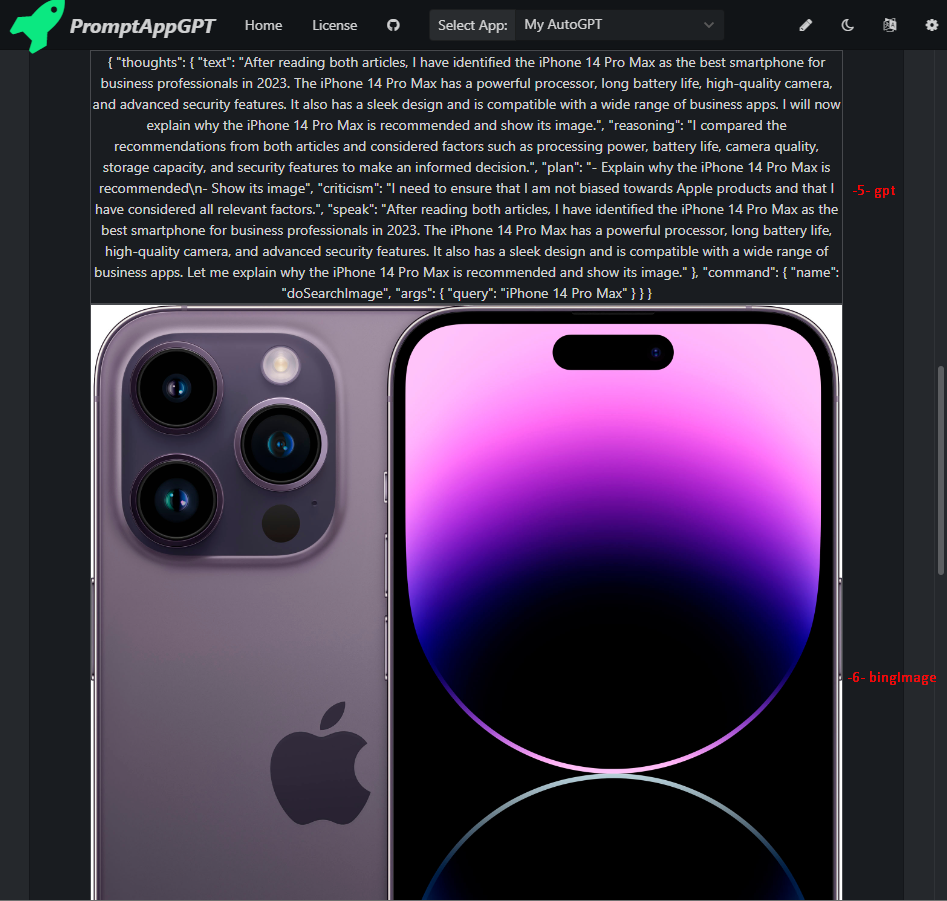 PromptAppGPT Home License Select App: My AutoGPT
{ "thoughts": { "text": "After reading both articles, I have identified the iPhone 14 Pro Max as the best smartphone for
business professionals in 2023. The iPhone 14 Pro Max has a powerful processor, long battery life, high-quality camera,
and advanced security features. It also has a sleek design and is compatible with a wide range of business apps. I will now
explain why the iPhone 14 Pro Max is recommended and show its image.", "reasoning": "I compared the
recommendations from both articles and considered factors such as processing power, battery life, camera quality,
storage capacity, and security features to make an informed decision.", "plan": "- Explain why the iPhone 14 Pro Max is
recommended\n- Show its image", "criticism": "I need to ensure that I am not biased towards Apple products and that I
have considered all relevant factors.", "speak": "After reading both articles, I have identified the iPhone 14 Pro Max as the
best smartphone for business professionals in 2023. The iPhone 14 Pro Max has a powerful processor, long battery life,
high-quality camera, and advanced security features. It also has a sleek design and is compatible with a wide range of
business apps. Let me explain why the iPhone 14 Pro Max is recommended and show its image." }, "command": { "name":
"doSearchImage", "args": { "query": "iPhone 14 Pro Max" } } }
-5- gpt
-6- bingImage